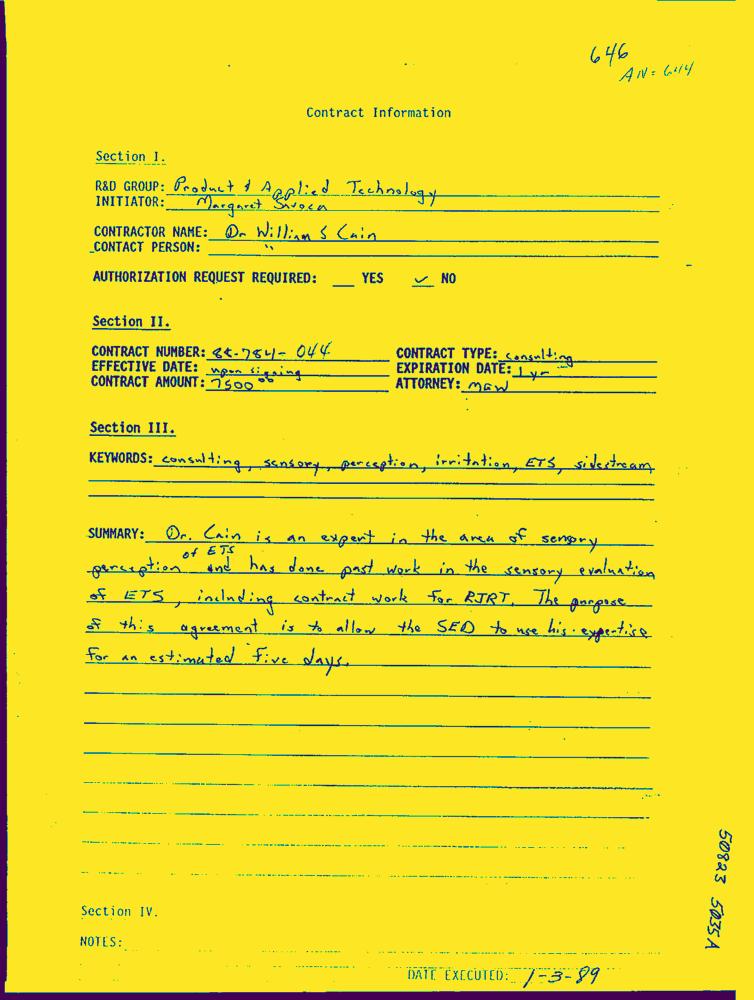 646
AN = 644
Contract Information
Section I.
R&D GROUP: Product & Applied Technology
INITIATOR: Margaret Savoca
CONTRACTOR NAME: Dr William S Cain
CONTACT PERSON: "
AUTHORIZATION REQUEST REQUIRED: YES ✓ NO
Section II.
CONTRACT NUMBER: 044 CONTRACT TYPE: consulting
EFFECTIVE DATE: upon signing EXPIRATION DATE: 1 yr
CONTRACT AMOUNT: 7500 00 ATTORNEY: MGW
Section III.
KEYWORDS: consulting, sensory, perception, irritation, ETS, sidestream
SUMMARY: Dr. Cain is an expert in the area of sensory
of ETS
perception and has done past work in the sensory evaluation
of ETS, including contract work for RJRT. The purpose
of this agreement is to allow the SED to use his expertise
for an estimated five days.
Section IV.
NOTES:
DATE EXECUTED: 1-3-89
50823 5035A